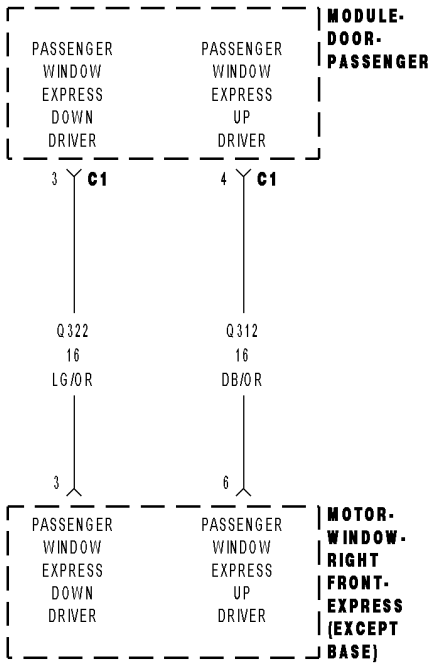 MODULE-
DOOR-
PASSENGER
PASSENGER
WINDOW
EXPRESS
DOWN
DRIVER
PASSENGER
WINDOW
EXPRESS
UP
DRIVER
3 C1
4 C1
Q322
16
LG/OR
Q312
16
DB/OR
3
6
PASSENGER
WINDOW
EXPRESS
DOWN
DRIVER
PASSENGER
WINDOW
EXPRESS
UP
DRIVER
MOTOR-
WINDOW-
RIGHT
FRONT-
EXPRESS
(EXCEPT
BASE)